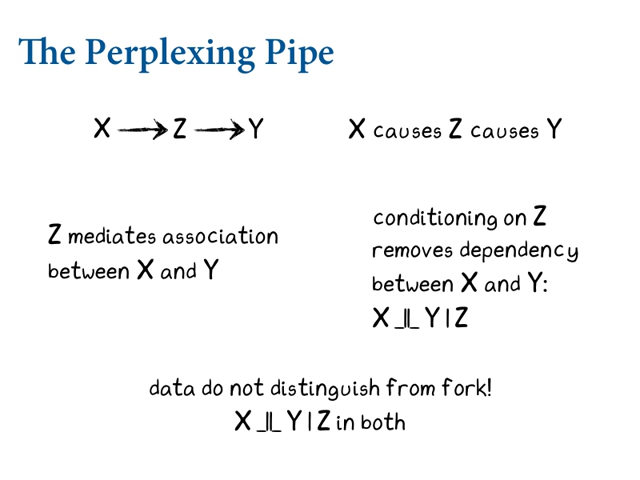 The Perplexing Pipe
X → Z → Y
X causes Z causes Y
Z mediates association
between X and Y
conditioning on Z
removes dependency
between X and Y:
X _||_ Y | Z
data do not distinguish from fork!
X _||_ Y | Z in both